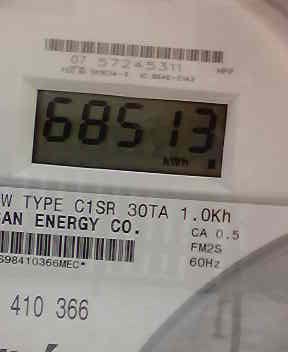 07 57245311
68513
kWh
W TYPE C1SR 30TA 1.0Kh
AN ENERGY CO.
CA 0.5
FM2S
60Hz
S98410366MEC*
410 366